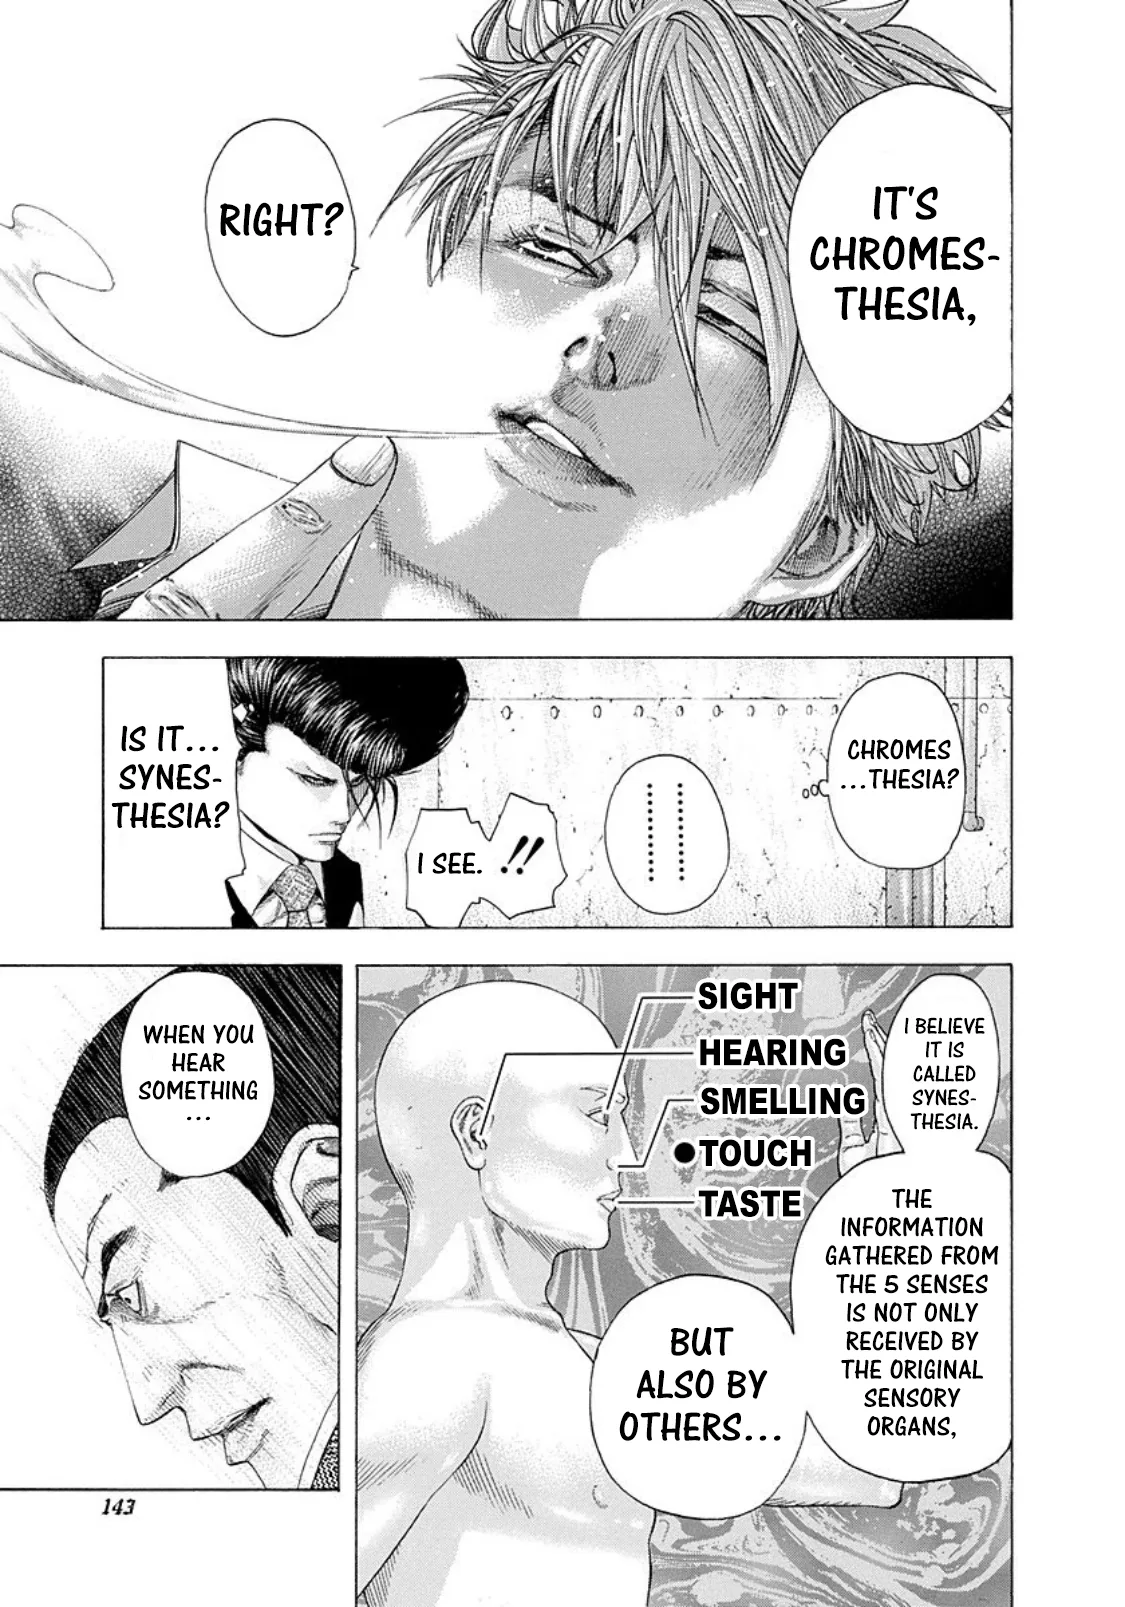 IT'S
CHROMES-
THESIA,
RIGHT?
CHROMES
...THESIA?
I SEE. !!
IS IT...
SYNES-
THESIA?
I BELIEVE
IT IS
CALLED
SYNES-
THESIA.
THE
INFORMATION
GATHERED FROM
THE 5 SENSES
IS NOT ONLY
RECEIVED BY
THE ORIGINAL
SENSORY
ORGANS,
SIGHT
HEARING
SMELLING
●TOUCH
TASTE
BUT
ALSO BY
OTHERS...
WHEN YOU
HEAR
SOMETHING
...
143